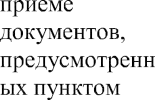 приеме
документов,
предусмотренн
ых пунктом